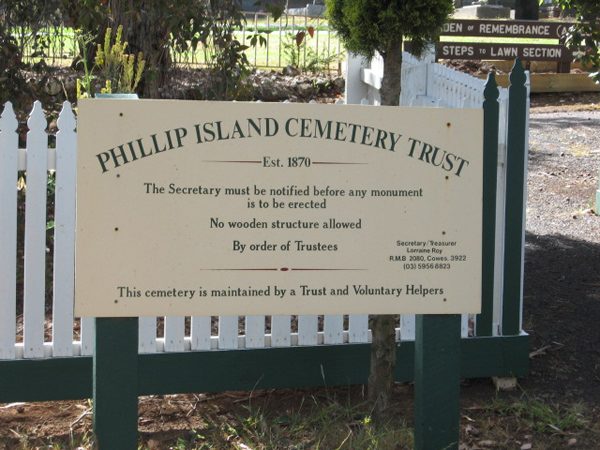 DEN of REMEMBRANCE
STEPS to LAWN SECTION
PHILLIP ISLAND CEMETERY TRUST
Est. 1870
The Secretary must be notified before any monument
is to be erected
No wooden structure allowed
By order of Trustees
Secretary/Treasurer
Lorraine Roy
R.M.B 2080, Cowes. 3922
(03) 5956 8823
This cemetery is maintained by a Trust and Voluntary Helpers